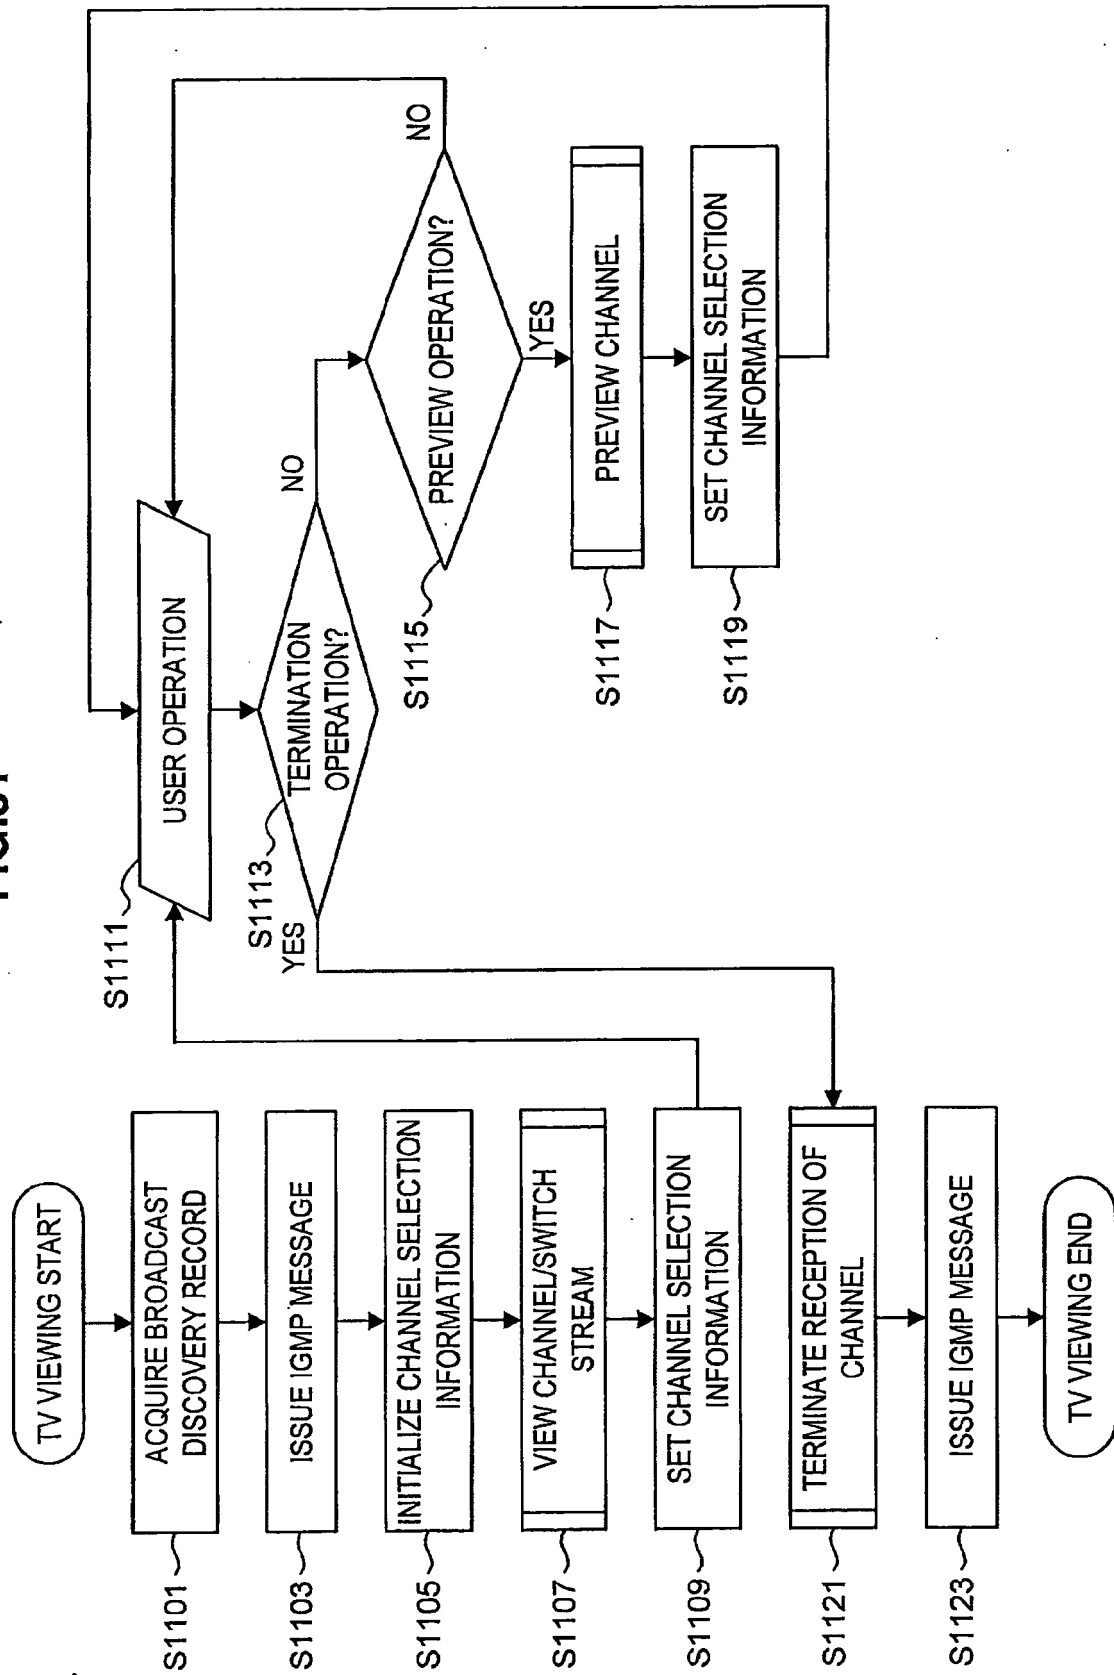 TV VIEWING START
S1101
ACQUIRE BROADCAST
DISCOVERY RECORD
S1103
ISSUE IGMP MESSAGE
S1105
INITIALIZE CHANNEL SELECTION
INFORMATION
S1107
VIEW CHANNEL/SWITCH
STREAM
S1109
SET CHANNEL SELECTION
INFORMATION
S1121
TERMINATE RECEPTION OF
CHANNEL
S1123
ISSUE IGMP MESSAGE
TV VIEWING END
S1111
USER OPERATION
S1113
TERMINATION
OPERATION?
YES
NO
S1115
PREVIEW OPERATION?
NO
YES
S1117
PREVIEW CHANNEL
S1119
SET CHANNEL SELECTION
INFORMATION